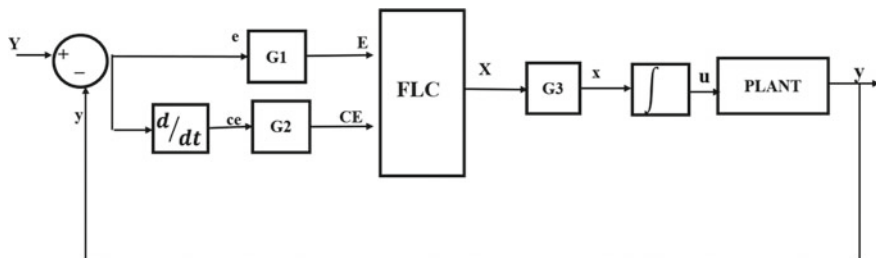 Y
+
−
e
G1
E
y
d/dt
ce
G2
CE
FLC
X
G3
x
∫
u
PLANT
y